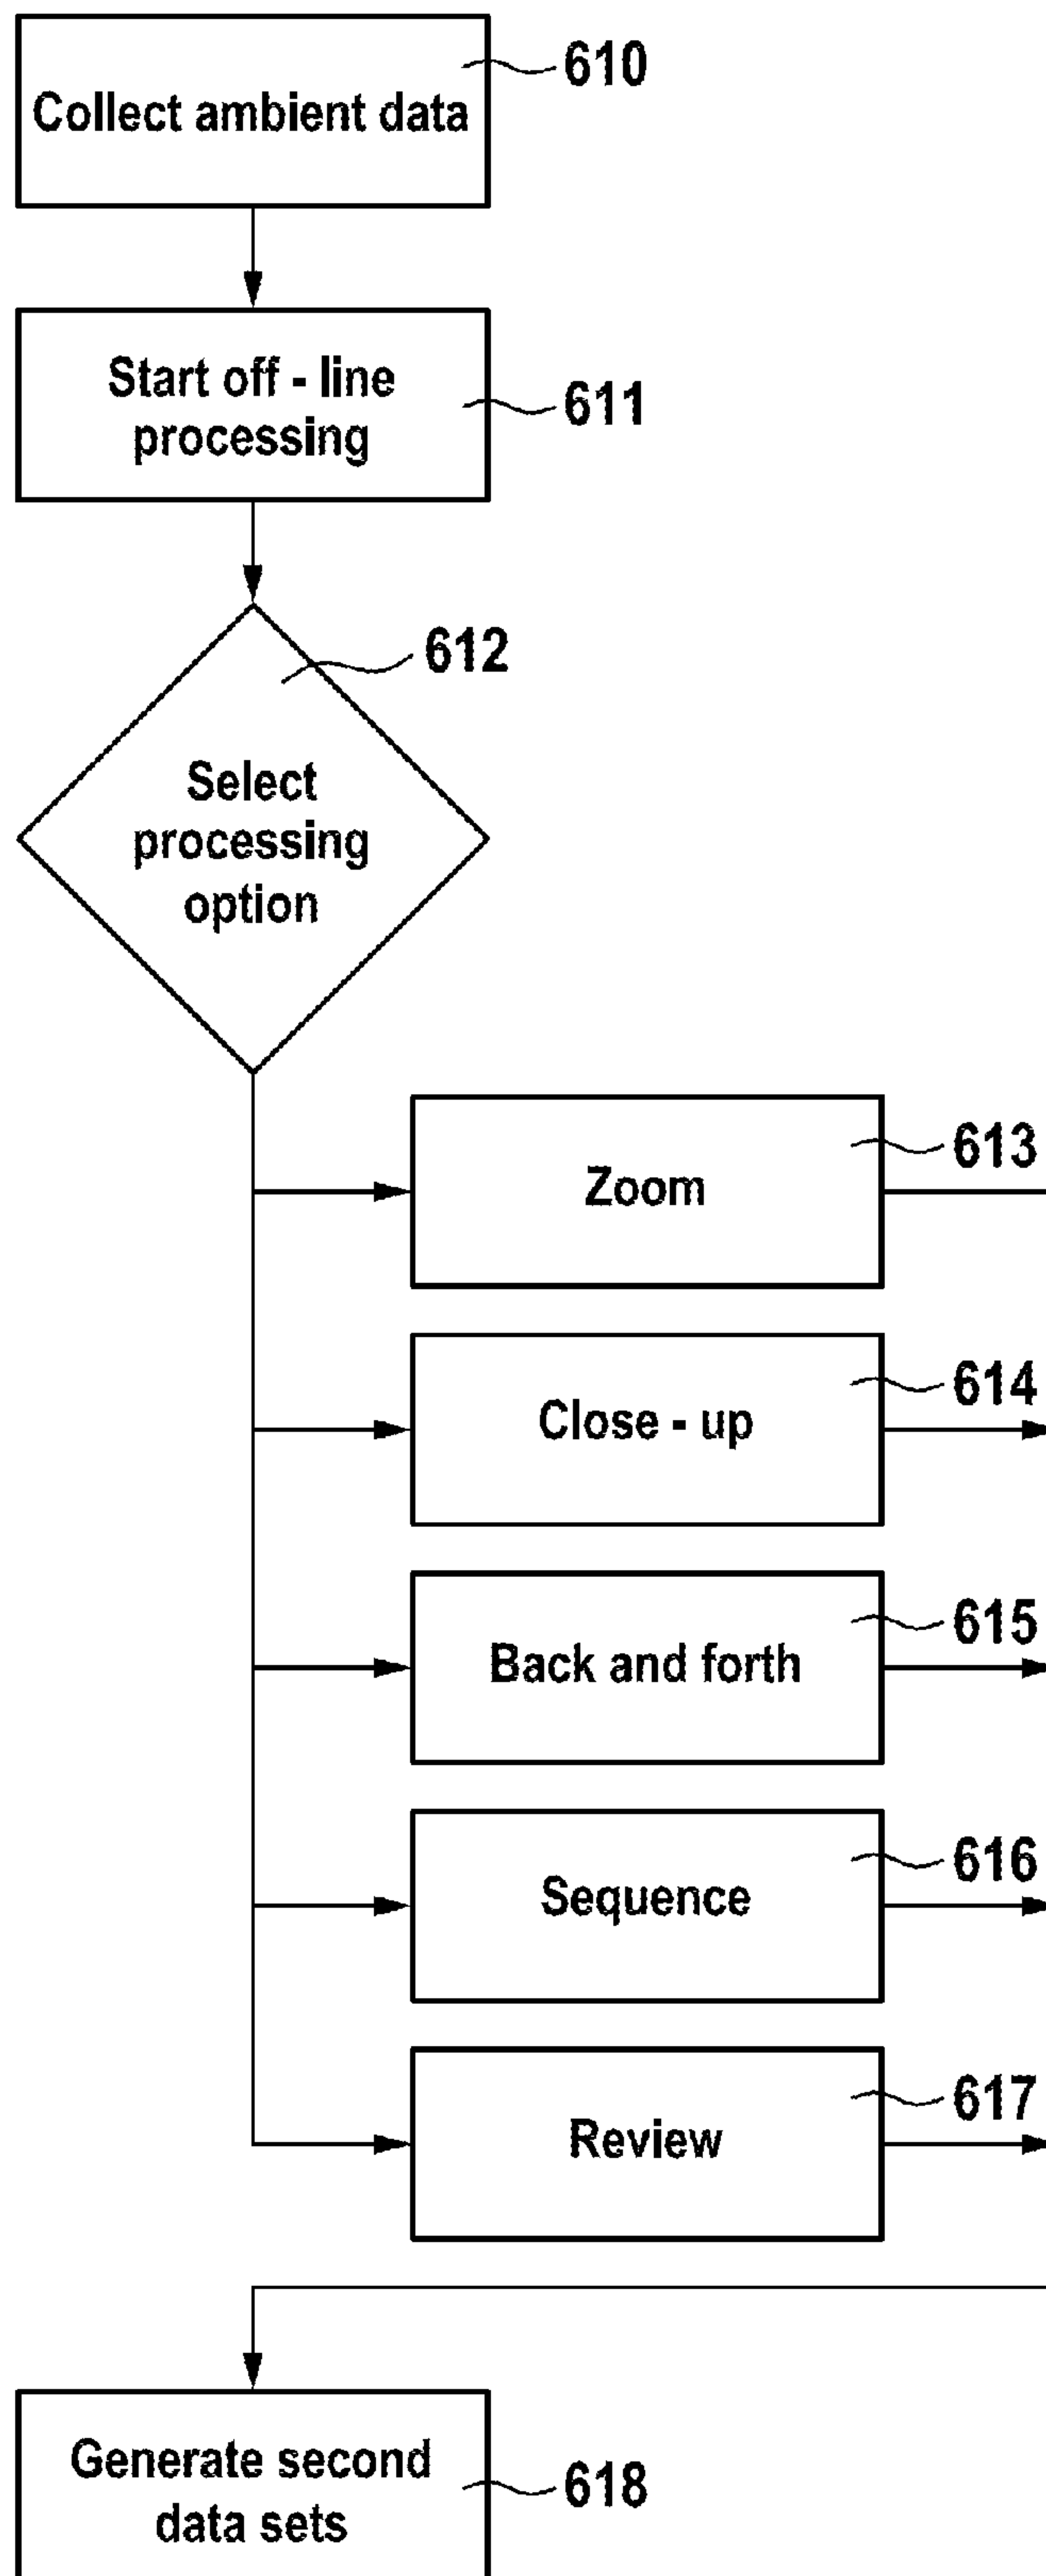 Collect ambient data
610
Start off - line
processing
611
612
Select
processing
option
Zoom
613
Close - up
614
Back and forth
615
Sequence
616
Review
617
Generate second
data sets
618